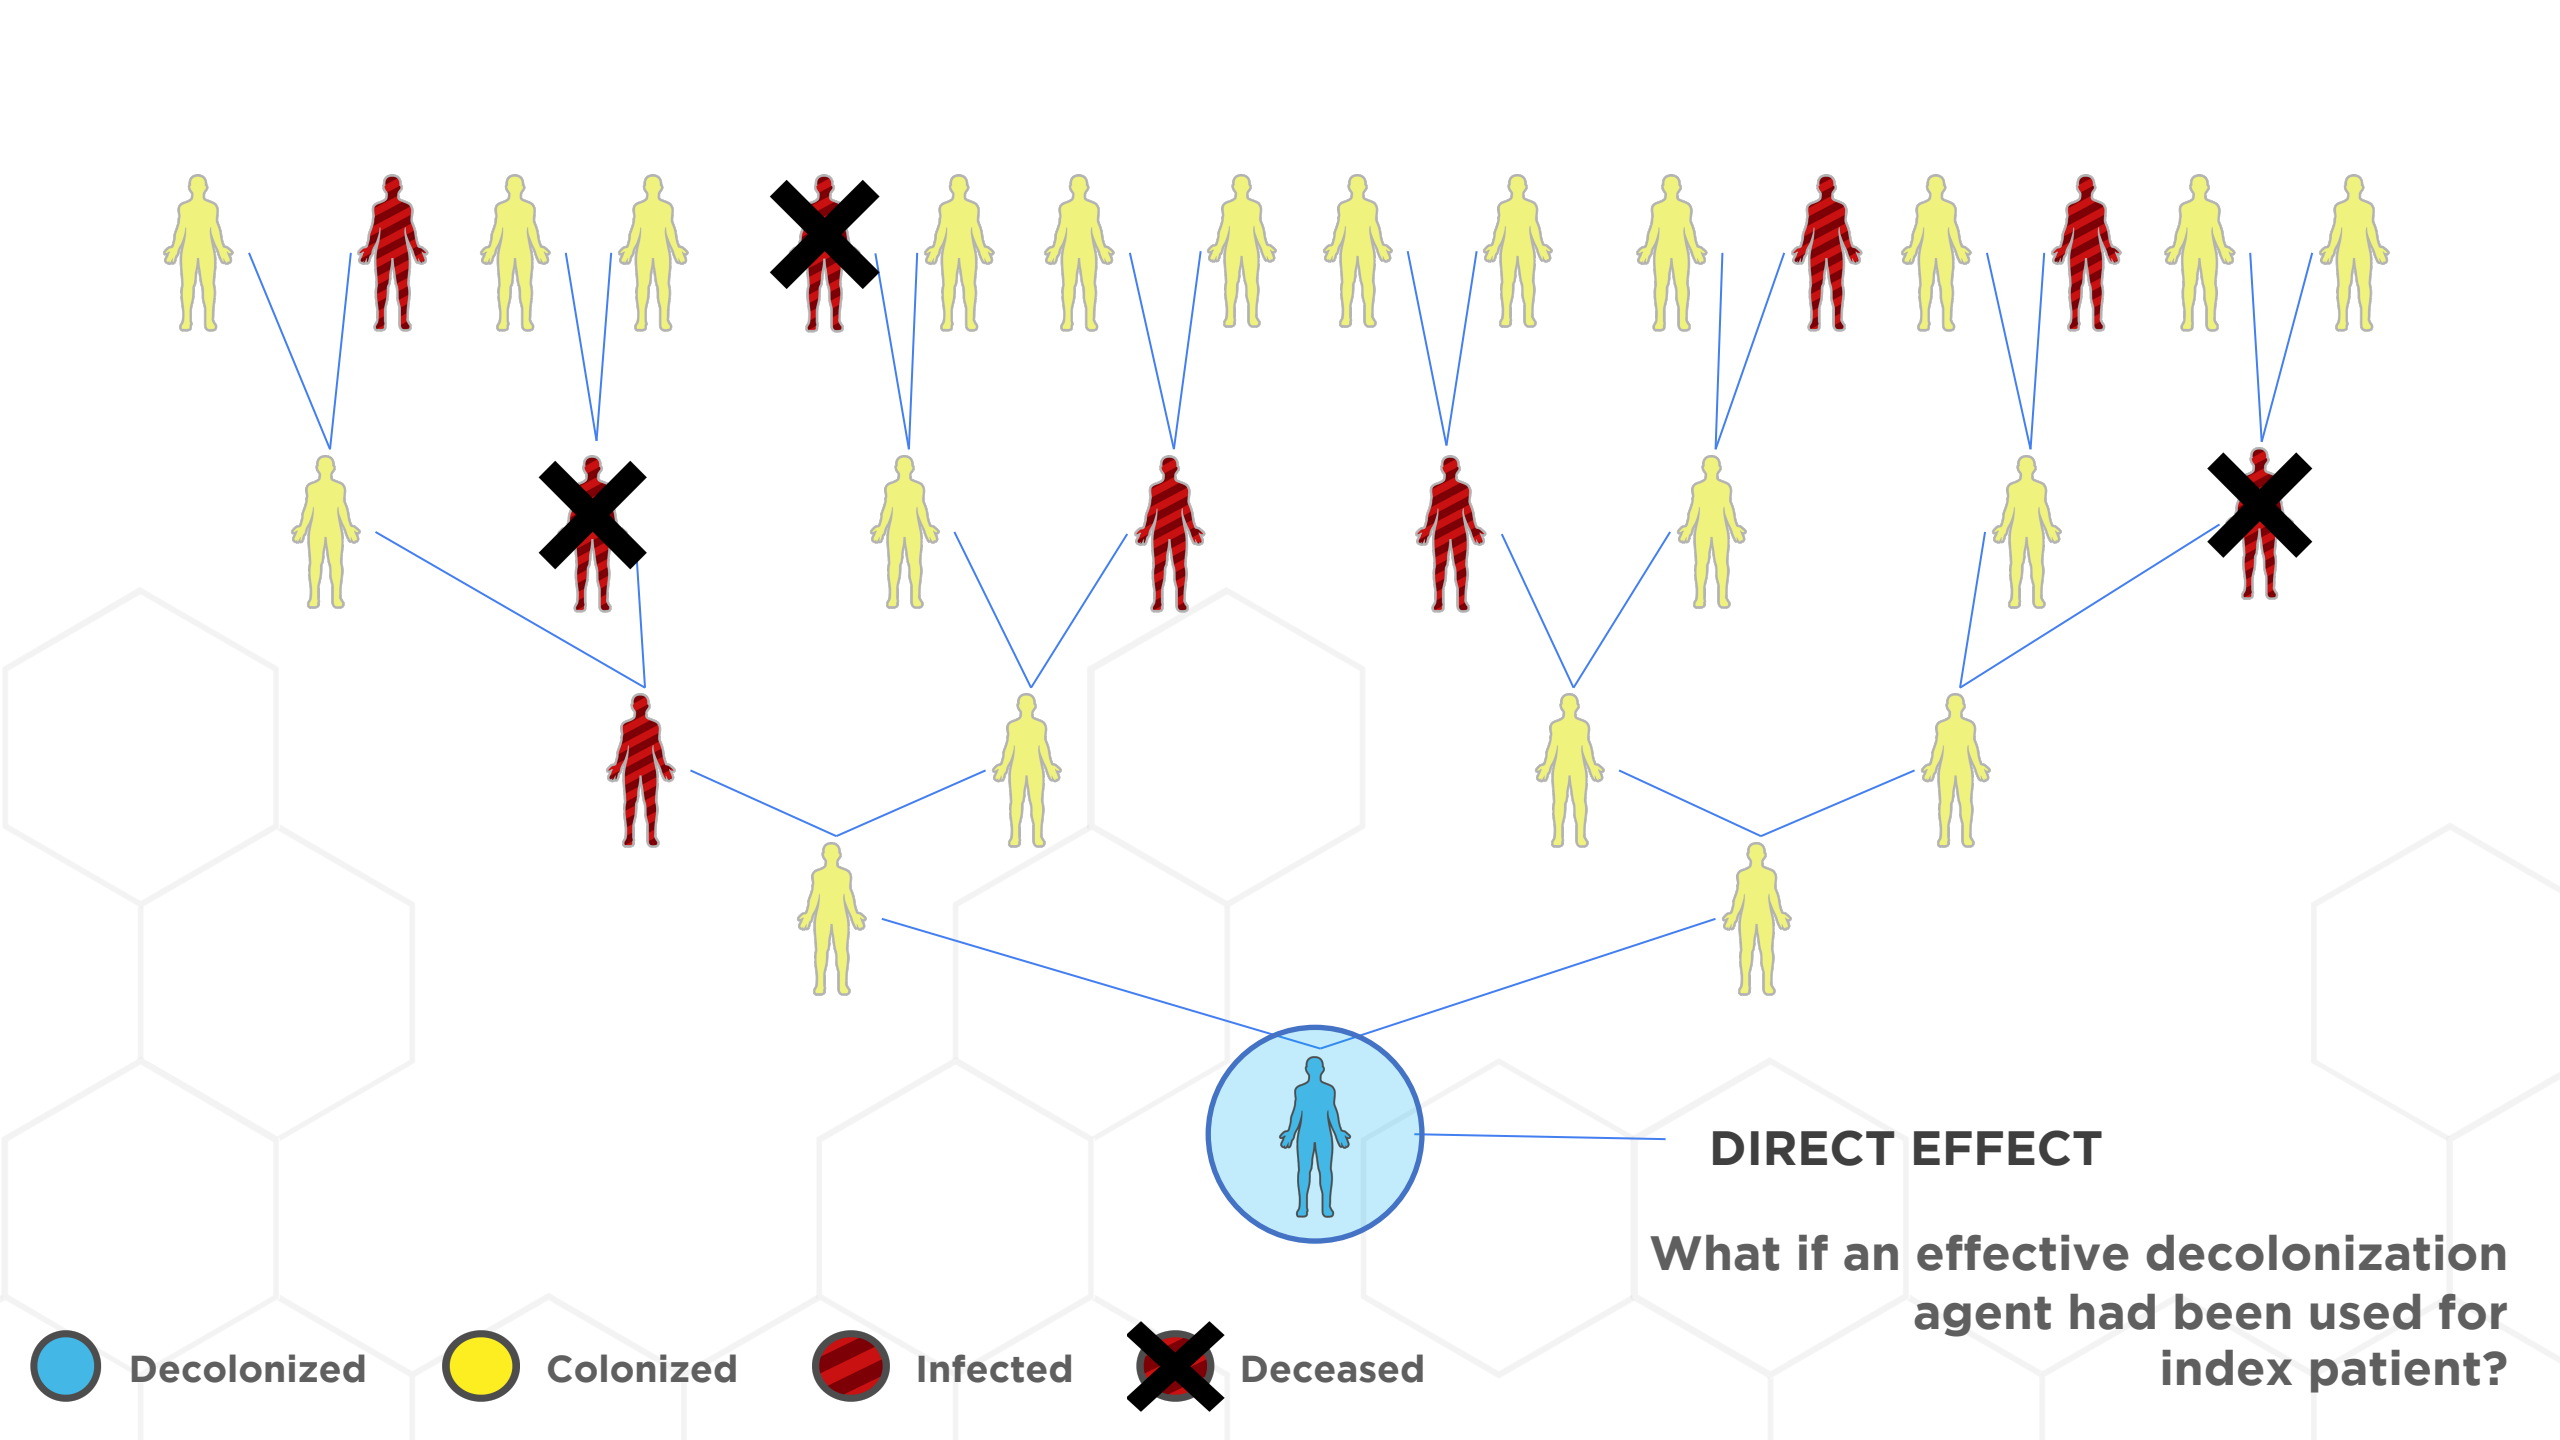 DIRECT EFFECT
What if an effective decolonization
agent had been used for
index patient?
Decolonized
Colonized
Infected
Deceased